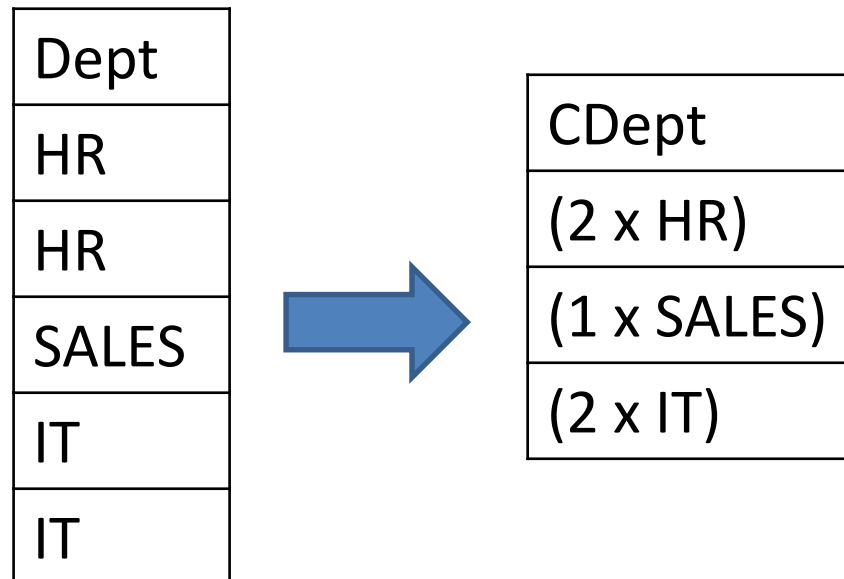 Dept
HR
HR
SALES
IT
IT
CDept
(2 x HR)
(1 x SALES)
(2 x IT)